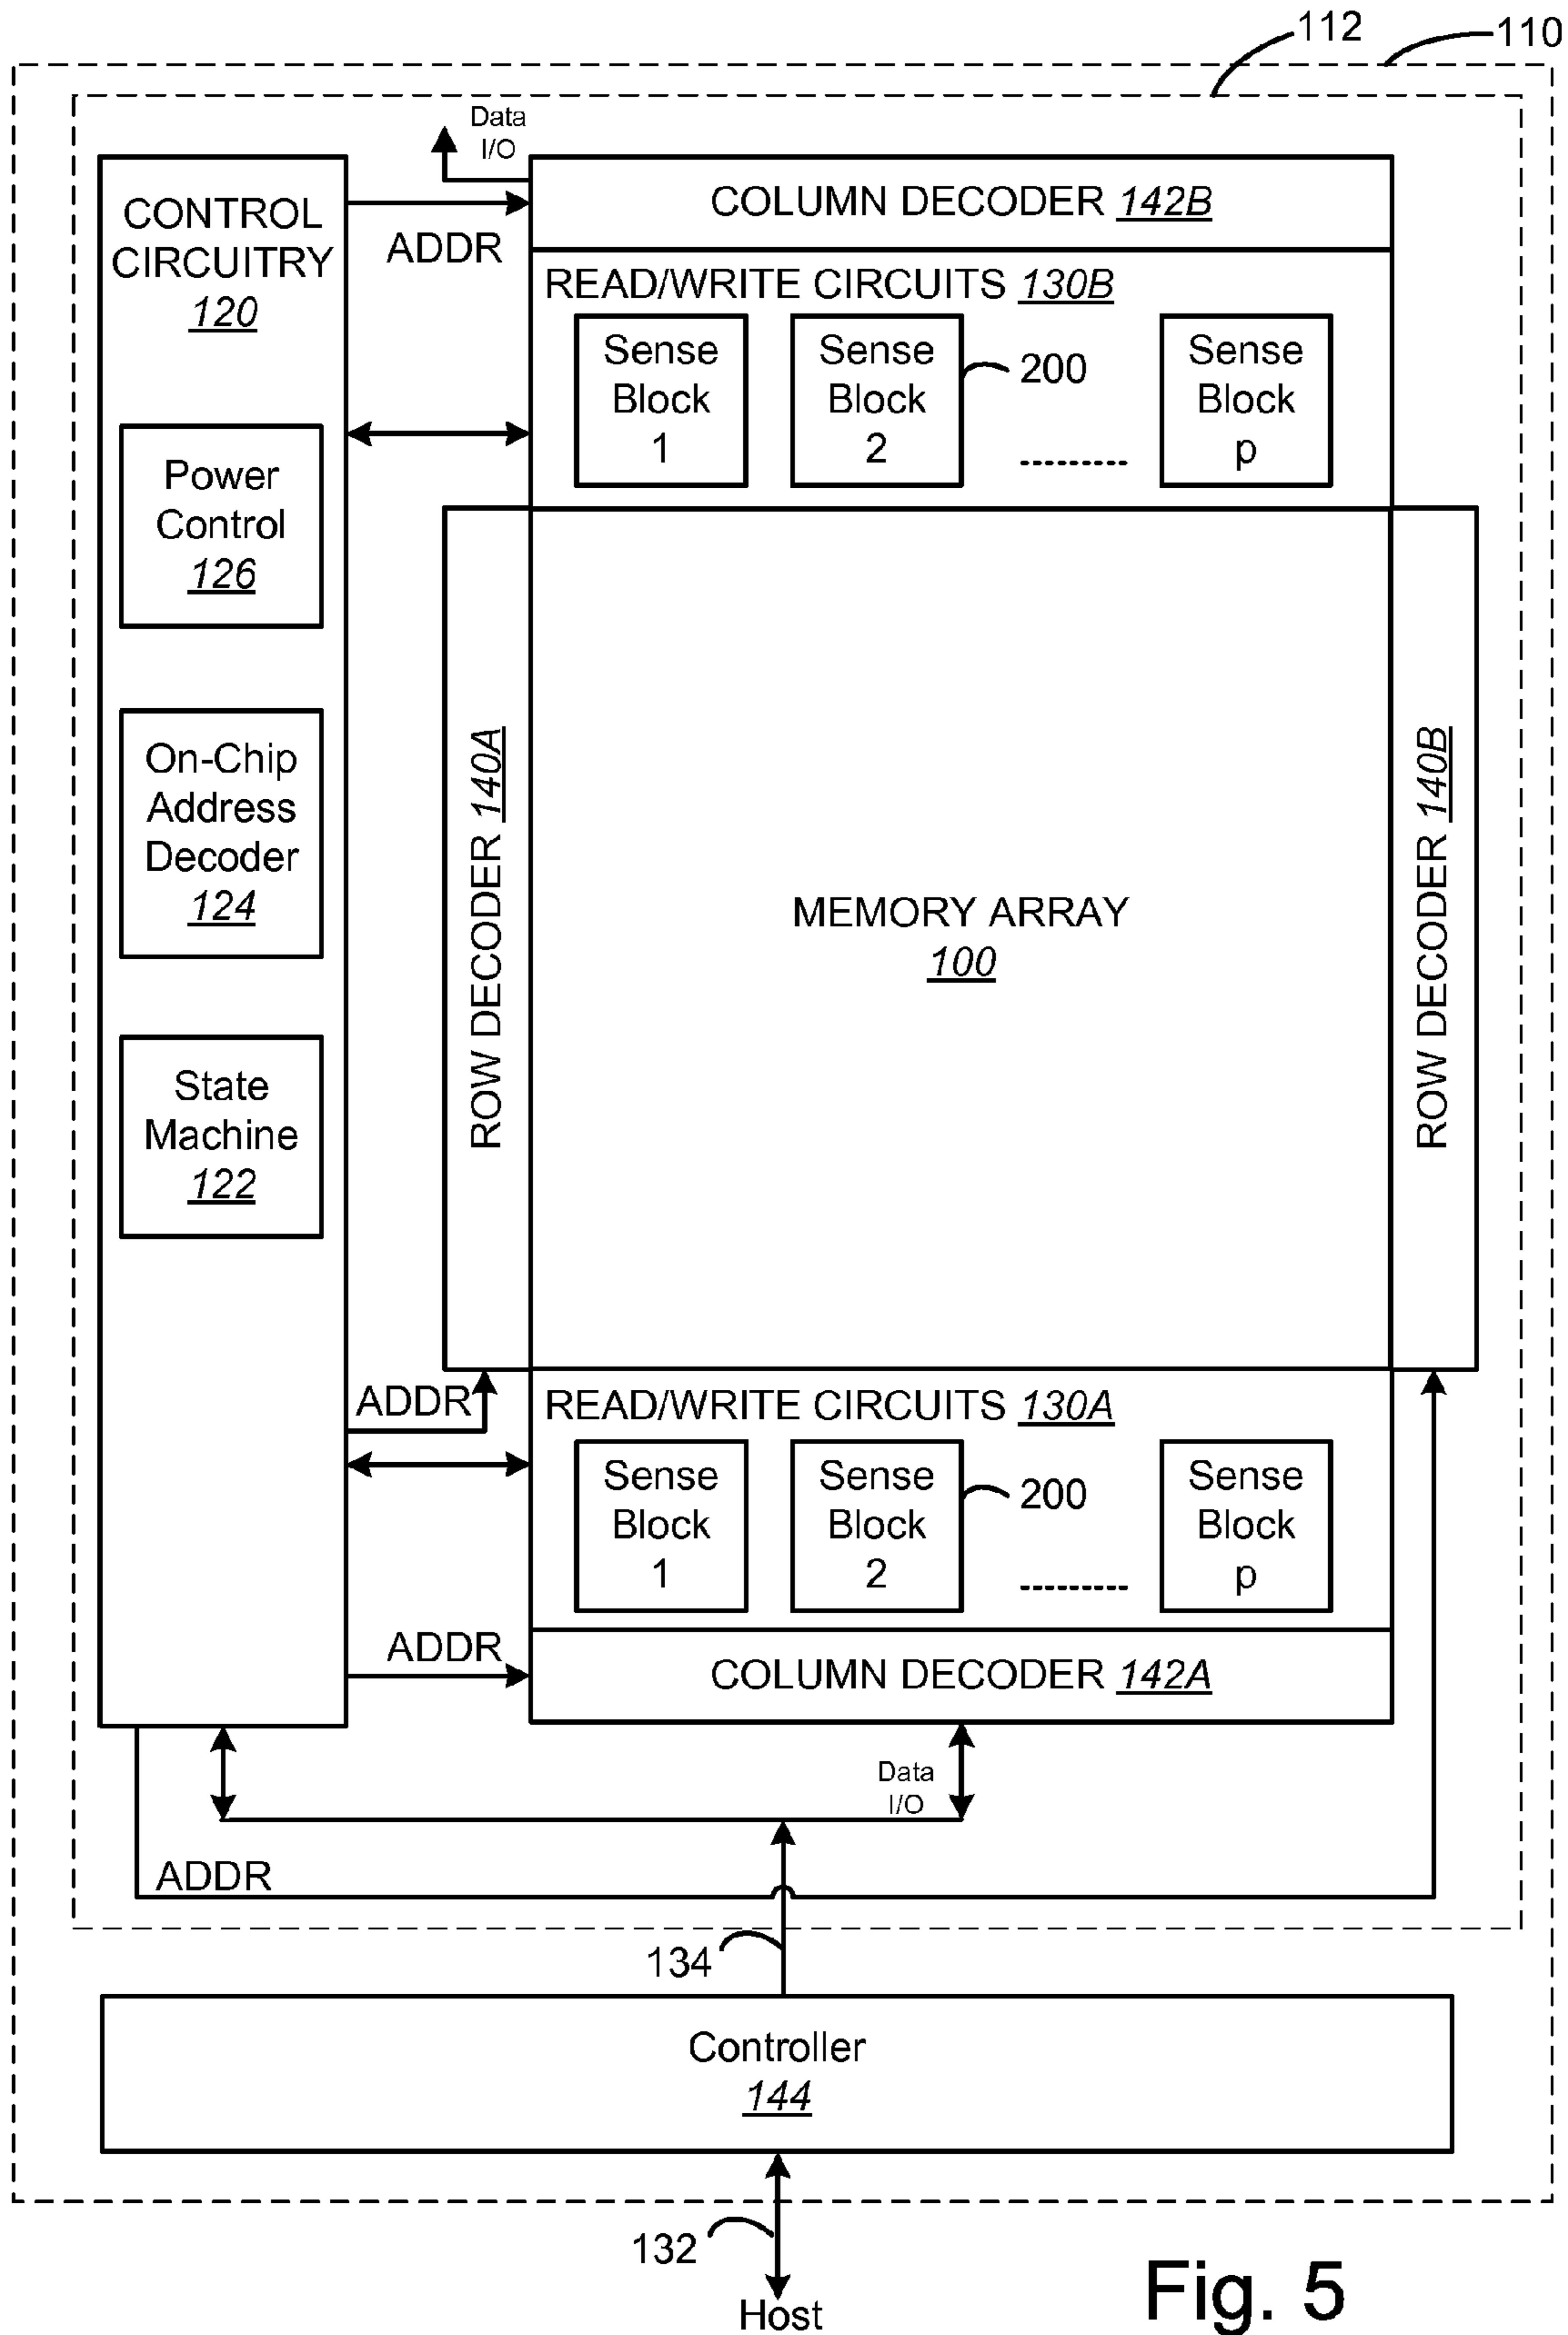 112
110
Data
I/O
CONTROL
CIRCUITRY
120
ADDR
COLUMN DECODER 142B
READ/WRITE CIRCUITS 130B
Sense
Block
1
Sense
Block
2
200
---------
Sense
Block
p
Power
Control
126
On-Chip
Address
Decoder
124
State
Machine
122
ROW DECODER 140A
MEMORY ARRAY
100
ROW DECODER 140B
ADDR
READ/WRITE CIRCUITS 130A
Sense
Block
1
Sense
Block
2
200
---------
Sense
Block
p
ADDR
COLUMN DECODER 142A
Data
I/O
ADDR
134
Controller
144
132
Host
Fig. 5